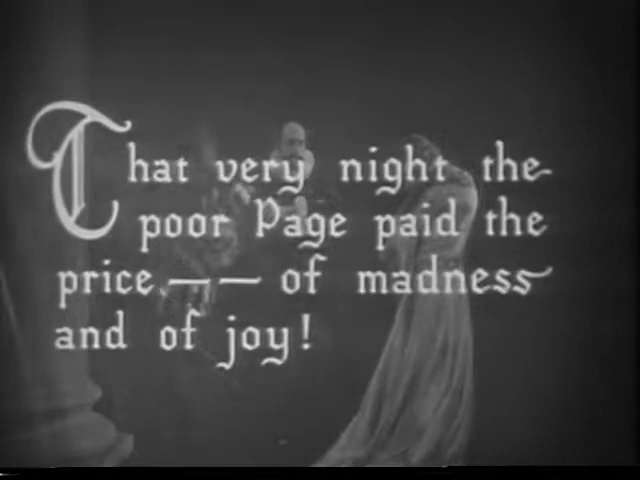 That very night the
poor Page paid the
price —— of madness
and of joy!